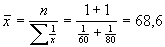 x̅ = n / ∑ 1/x = (1 + 1) / (1/60 + 1/80) = 68,6